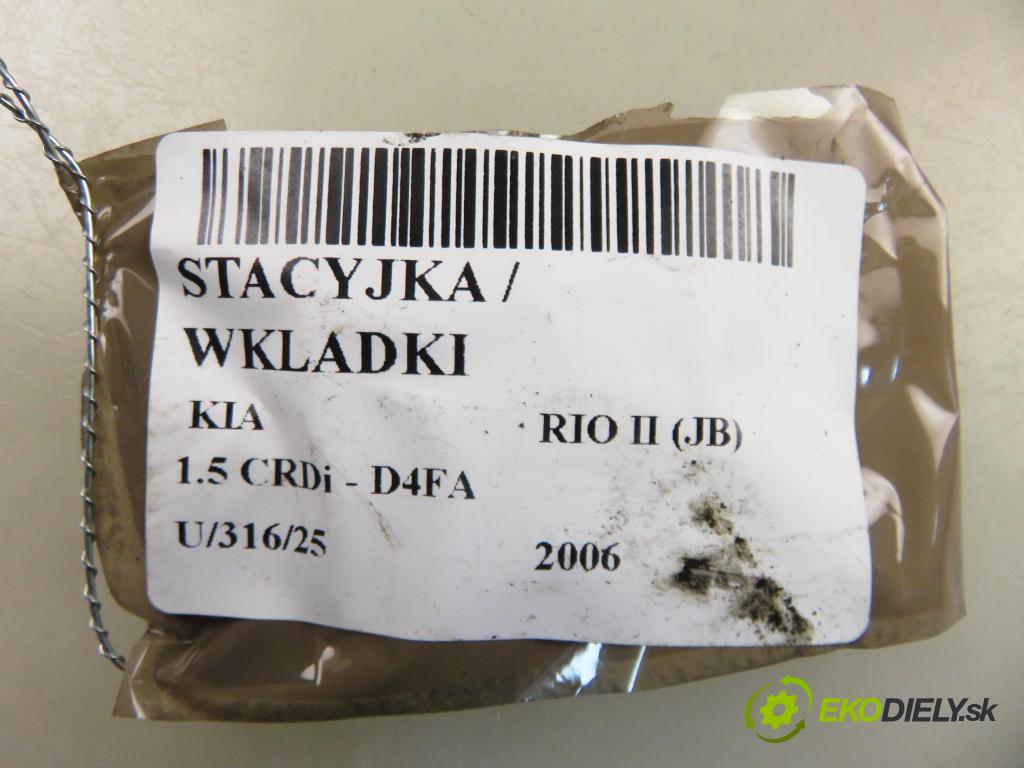 STACYJKA /
WKLADKI
KIA RIO II (JB)
1.5 CRDi - D4FA
U/316/25 2006
EKODIELY.sk